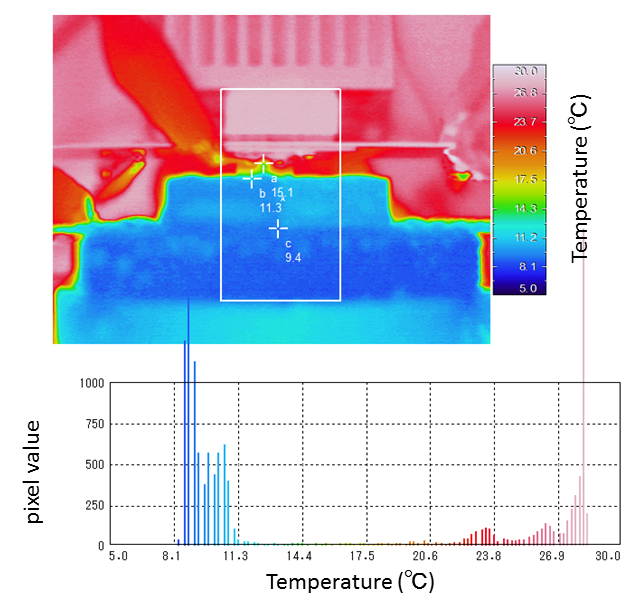 30.0
26.8
23.7
20.6
17.5
14.3
11.2
8.1
5.0
Temperature (℃)
a
b 15.1
11.3
c
9.4
1000
750
500
250
0
pixel value
5.0 8.1 11.3 14.4 17.5 20.6 23.8 26.9 30.0
Temperature (℃)